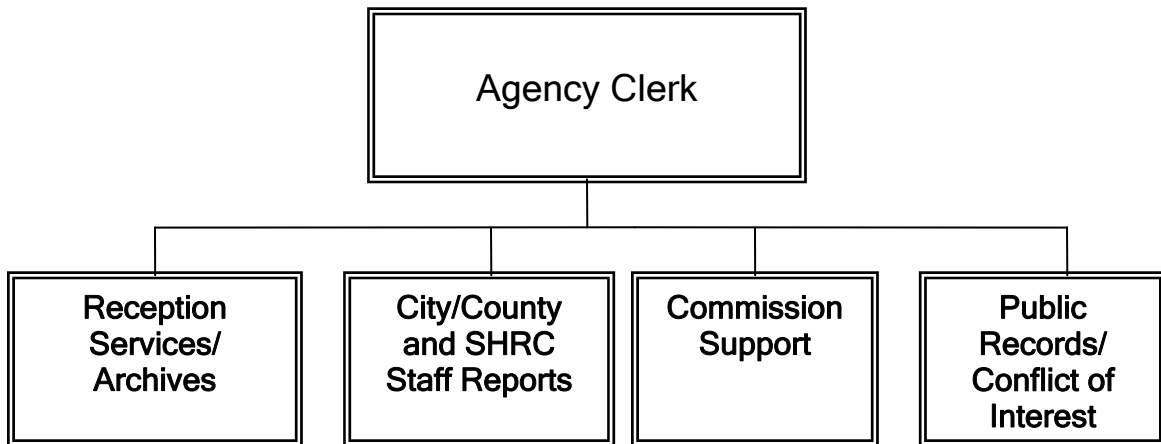 Agency Clerk
Reception
Services/
Archives
City/County
and SHRC
Staff Reports
Commission
Support
Public
Records/
Conflict of
Interest